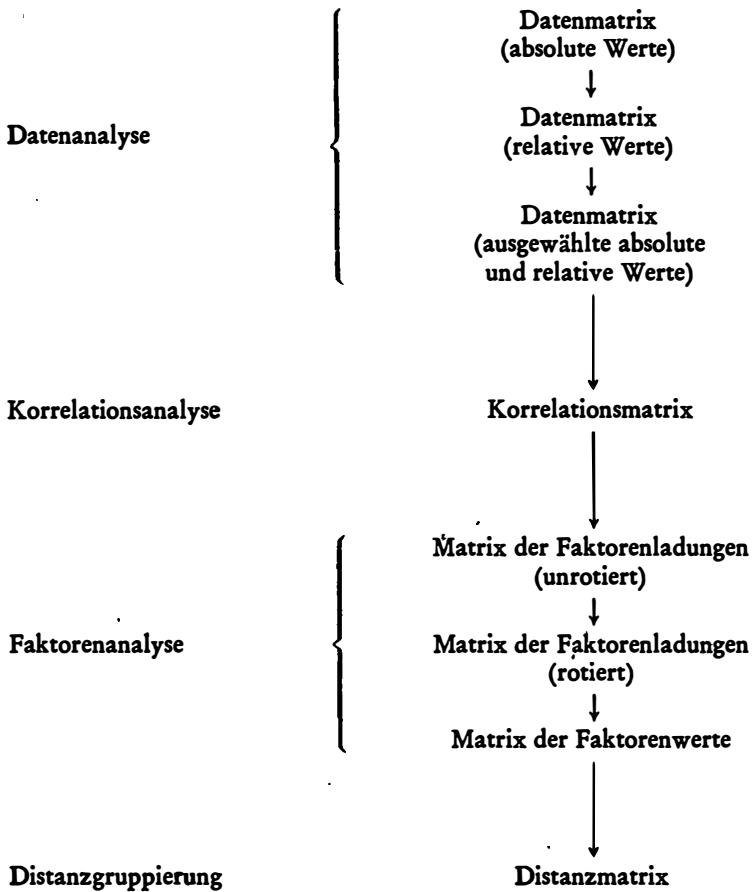 Datenmatrix
(absolute Werte)
Datenanalyse
Datenmatrix
(relative Werte)
Datenmatrix
(ausgewählte absolute
und relative Werte)
Korrelationsanalyse
Korrelationsmatrix
Matrix der Faktorenladungen
(unrotiert)
Faktorenanalyse
Matrix der Faktorenladungen
(rotiert)
Matrix der Faktorenwerte
Distanzgruppierung
Distanzmatrix